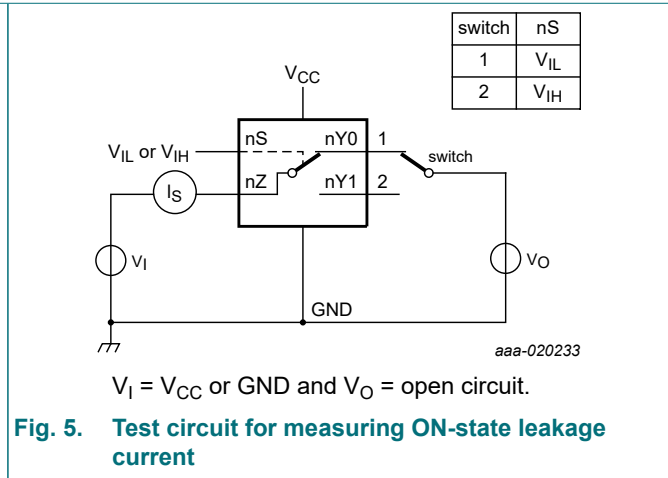 switch nS
1 VIL
2 VIH
VCC
nS nY0 1
VIL or VIH
switch
nZ nY1 2
IS
VI
VO
GND
aaa-020233
VI = VCC or GND and VO = open circuit.
Fig. 5. Test circuit for measuring ON-state leakage
current